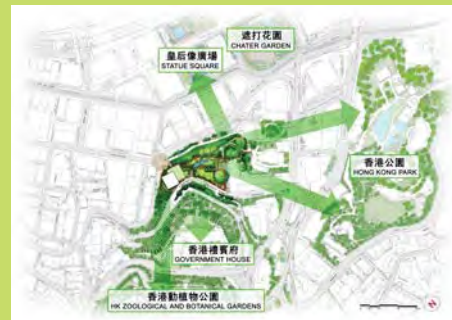 遮打花園
CHATER GARDEN
皇后像廣場
STATUE SQUARE
香港公園
HONG KONG PARK
香港禮賓府
GOVERNMENT HOUSE
香港動植物公園
HK ZOOLOGICAL AND BOTANICAL GARDENS